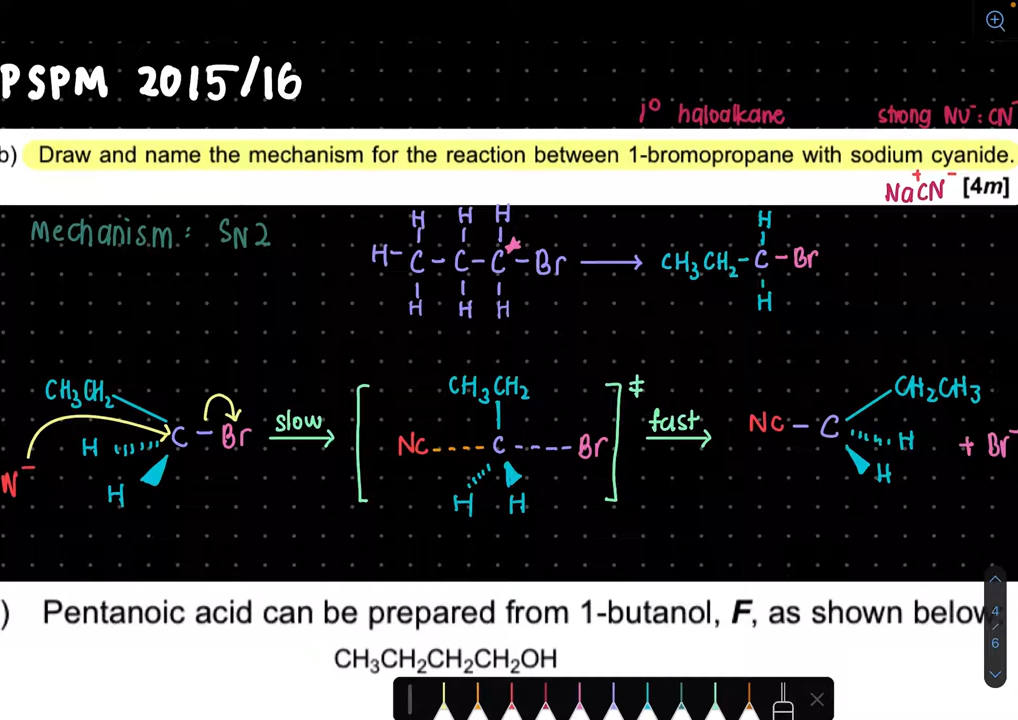 PSPM 2015/16
1° haloalkane
strong Nu⁻: CN⁻
b) Draw and name the mechanism for the reaction between 1-bromopropane with sodium cyanide.
Na⁺CN⁻ [4m]
Mechanism: SN2
H H H
H-C-C-C*-Br → CH3CH2-C-Br
H H H
H
H
CH3CH2
H C-Br
H
N⁻
slow
CH3CH2
[Nc----C----Br]‡
H H
fast
CH2CH3
Nc-C H + Br⁻
H
) Pentanoic acid can be prepared from 1-butanol, F, as shown below
CH3CH2CH2CH2OH
4
/
6